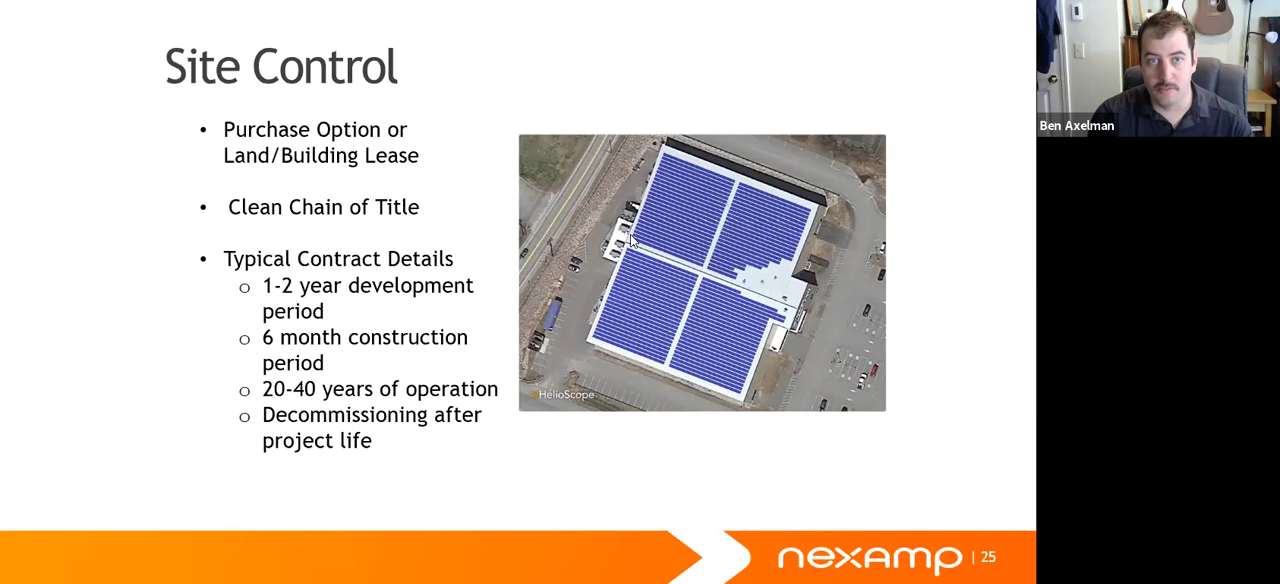 Site Control
• Purchase Option or
Land/Building Lease
• Clean Chain of Title
• Typical Contract Details
o 1-2 year development
period
o 6 month construction
period
o 20-40 years of operation
o Decommissioning after
project life
HelioScope
nexamp | 25
Ben Axelman